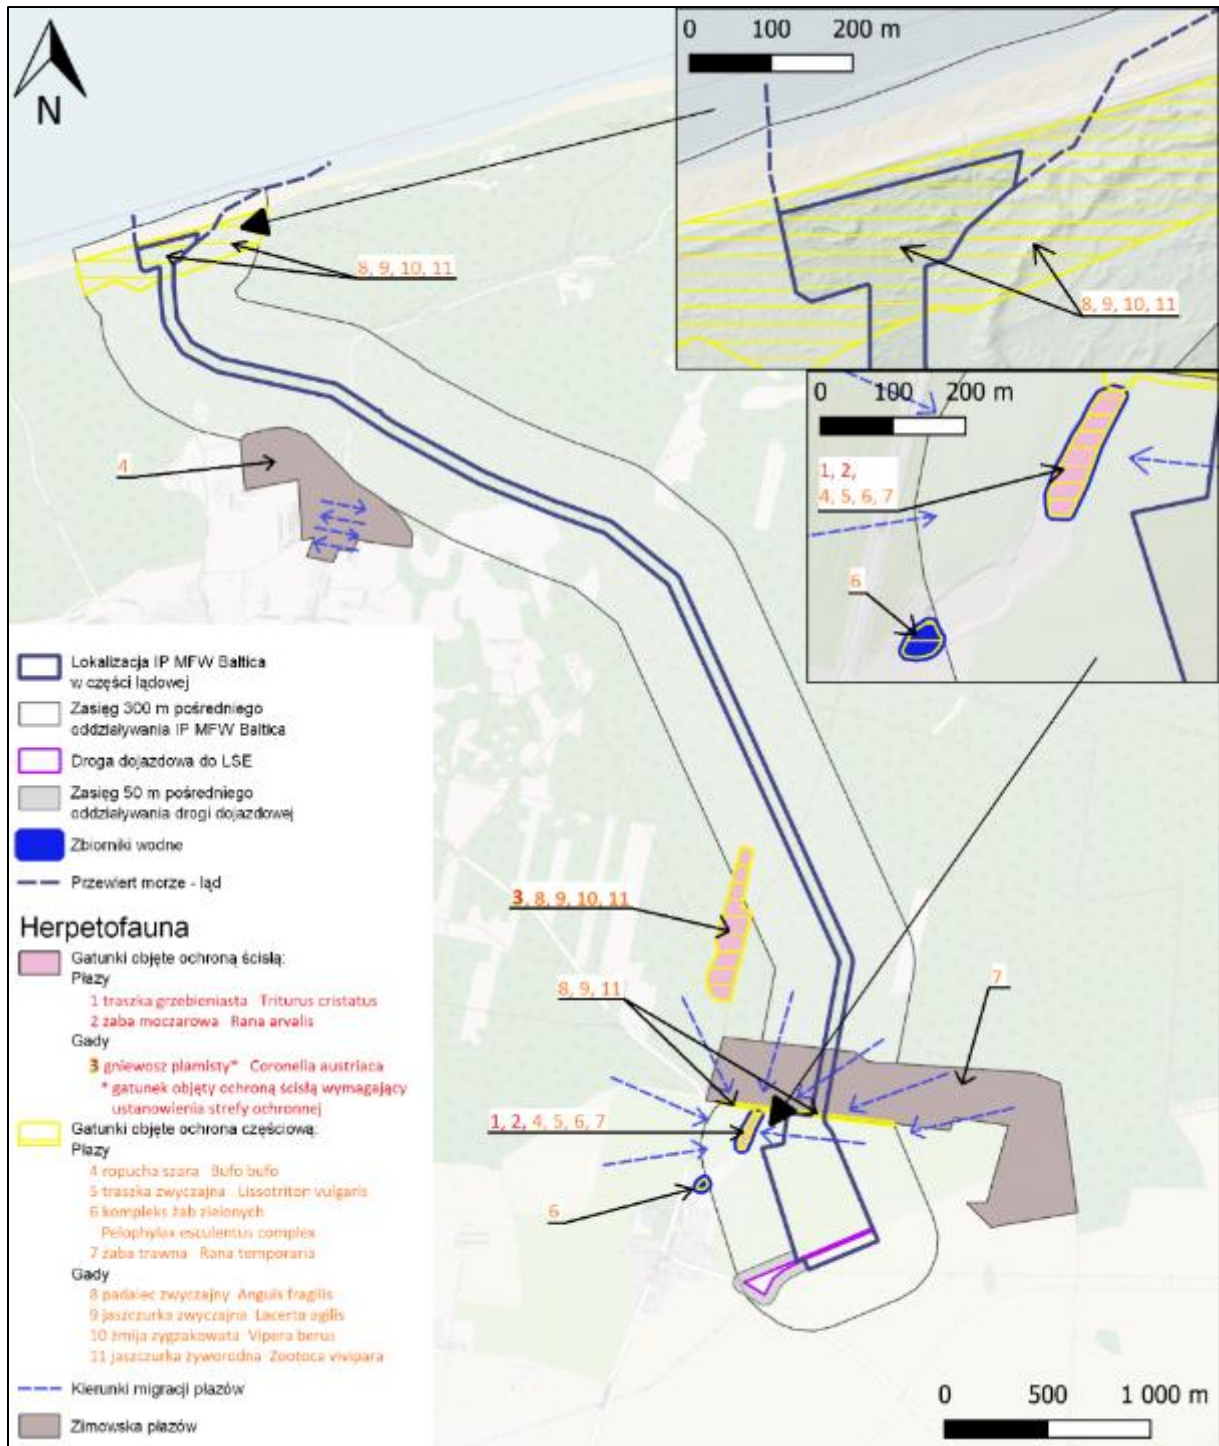 N
0 100 200 m
8, 9, 10, 11
8, 9, 10, 11
0 100 200 m
1, 2,
4, 5, 6, 7
6
4
3, 8, 9, 10, 11
8, 9, 11
7
1, 2, 4, 5, 6, 7
6
Lokalizacja IP MFW Baltica
w części lądowej
Zasięg 300 m pośredniego
oddziaływania IP MFW Baltica
Droga dojazdowa do LSE
Zasięg 50 m pośredniego
oddziaływania drogi dojazdowej
Zbiorniki wodne
Przewiert morze - ląd
Herpetofauna
Gatunki objęte ochroną ścisłą:
Płazy
1 traszka grzebieniasta Triturus cristatus
2 żaba moczarowa Rana arvalis
Gady
3 gniewosz plamisty* Coronella austriaca
* gatunek objęty ochroną ścisłą wymagający
ustanowienia strefy ochronnej
Gatunki objęte ochrona częściową:
Płazy
4 ropucha szara Bufo bufo
5 traszka zwyczajna Lissotriton vulgaris
6 kompleks żab zielonych
Pelophylax esculentus complex
7 żaba trawna Rana temporaria
Gady
8 padalec zwyczajny Anguis fragilis
9 jaszczurka zwyczajna Lacerta agilis
10 żmija zygzakowata Vipera berus
11 jaszczurka żyworodna Zootoca vivipara
Kierunki migracji płazów
Zimowska płazów
0 500 1 000 m